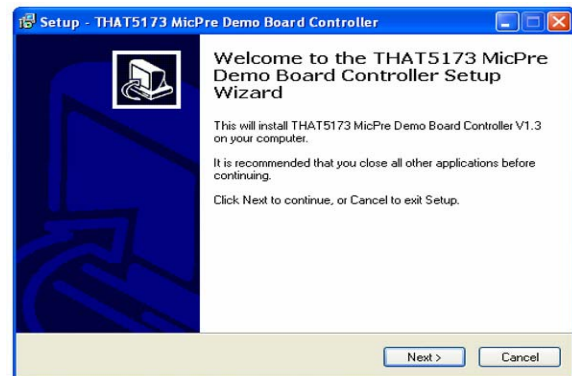 Setup - THAT5173 MicPre Demo Board Controller
Welcome to the THAT5173 MicPre
Demo Board Controller Setup
Wizard
This will install THAT5173 MicPre Demo Board Controller V1.3
on your computer.
It is recommended that you close all other applications before
continuing.
Click Next to continue, or Cancel to exit Setup.
Next >
Cancel